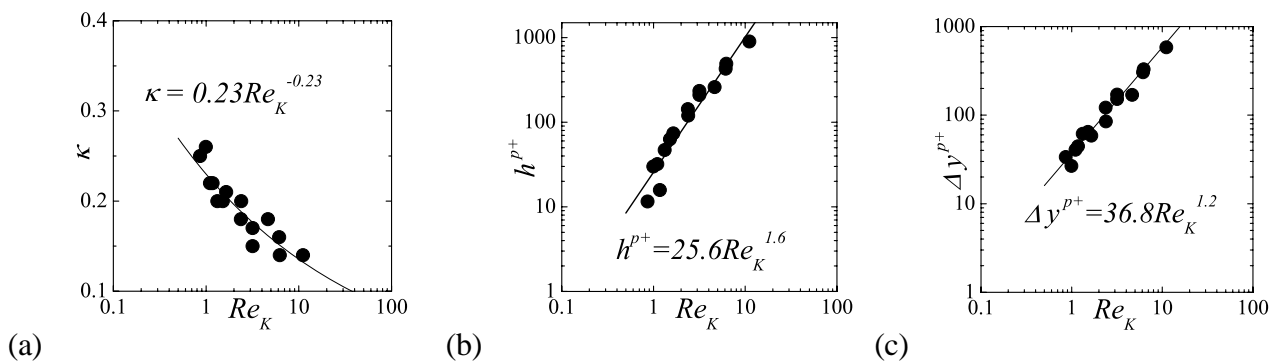 0.4
0.3
0.2
0.1
κ
κ = 0.23Re_K^-0.23
0.1 1 10 100
Re_K
(a)
1000
100
10
1
h^p+
h^p+=25.6Re_K^1.6
0.1 1 10 100
Re_K
(b)
1000
100
10
1
Δy^p+
Δy^p+=36.8Re_K^1.2
0.1 1 10 100
Re_K
(c)